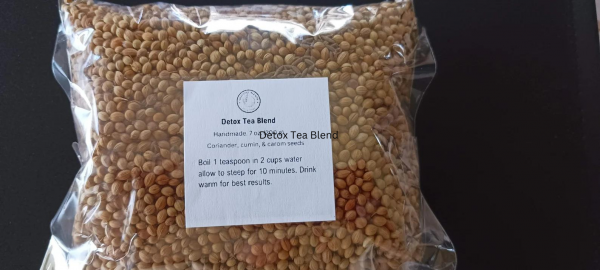 Detox Tea Blend
Handmade. 7 oz
Detox Tea Blend
Coriander, cumin, & carom seeds
Boil 1 teaspoon in 2 cups water
allow to steep for 10 minutes. Drink
warm for best results.